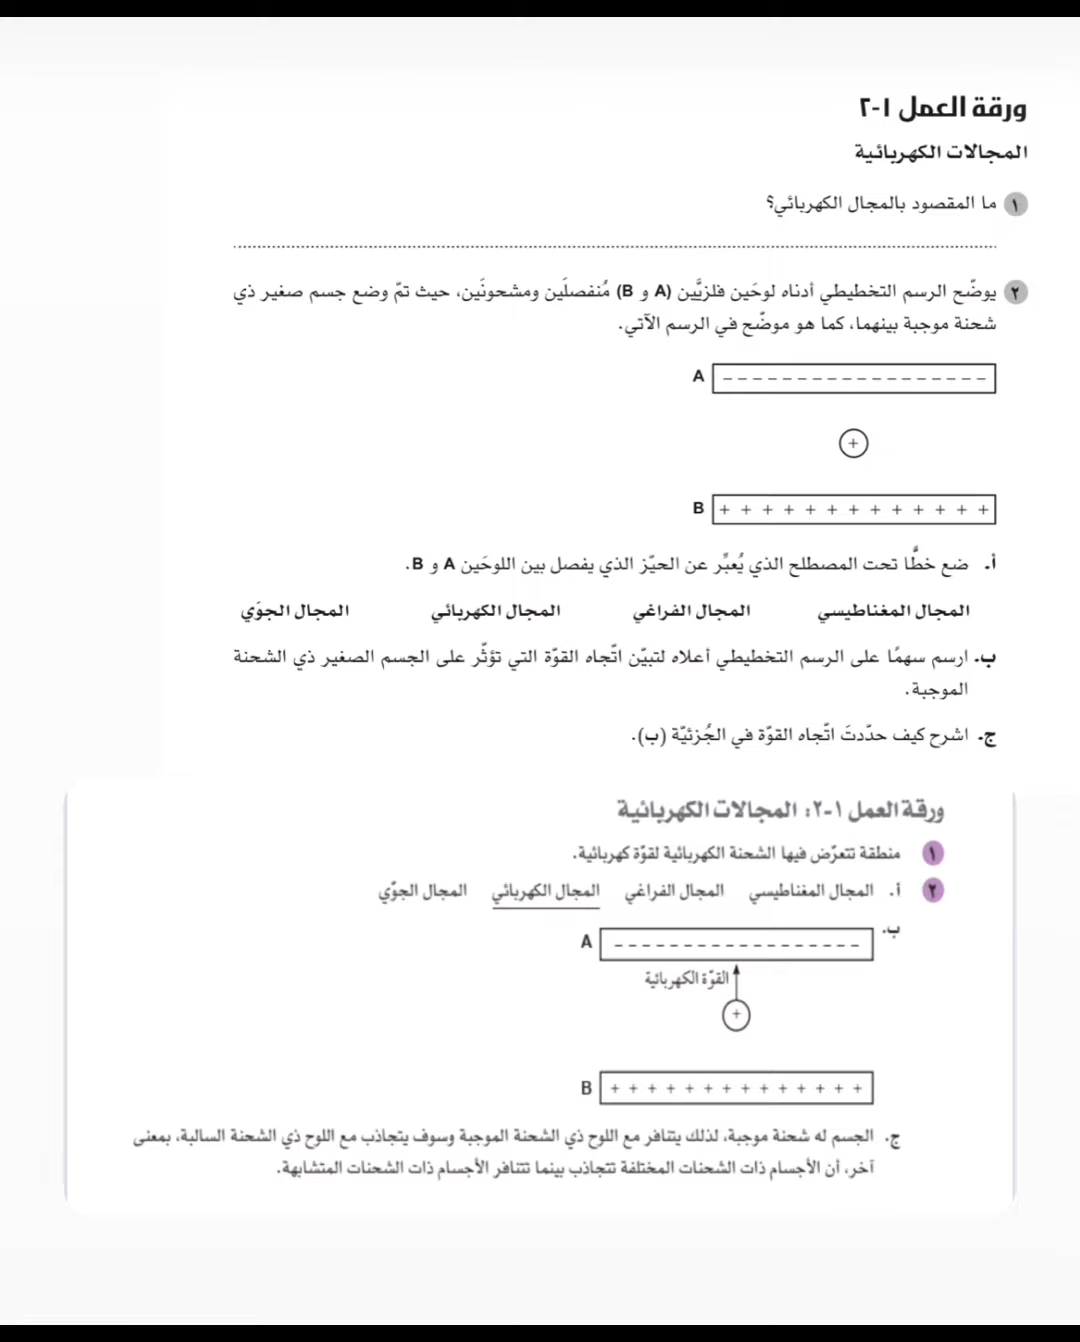 ورقة العمل ١-٢
المجالات الكهربائية
١ ما المقصود بالمجال الكهربائي؟
٢ يوضّح الرسم التخطيطي أدناه لوحَين فلزيَّين (A و B) مُنفصلَين ومشحونَين، حيث تمّ وضع جسم صغير ذي
شحنة موجبة بينهما، كما هو موضّح في الرسم الآتي.
A − − − − − − − − − − − − − − − − − −
+
B + + + + + + + + + + + + +
أ. ضع خطًّا تحت المصطلح الذي يُعبِّر عن الحيّز الذي يفصل بين اللوحَين A و B.
المجال المغناطيسي المجال الفراغي المجال الكهربائي المجال الجوّي
ب. ارسم سهمًا على الرسم التخطيطي أعلاه لتبيّن اتّجاه القوّة التي تؤثّر على الجسم الصغير ذي الشحنة
الموجبة.
ج. اشرح كيف حدّدتَ اتّجاه القوّة في الجُزئيّة (ب).
ورقة العمل ١-٢: المجالات الكهربائية
١ منطقة تتعرّض فيها الشحنة الكهربائية لقوّة كهربائية.
٢ أ. المجال المغناطيسي المجال الفراغي المجال الكهربائي المجال الجوّي
ب.
A − − − − − − − − − − − − − − − − − −
القوّة الكهربائية
+
B + + + + + + + + + + + + + +
ج. الجسم له شحنة موجبة، لذلك يتنافر مع اللوح ذي الشحنة الموجبة وسوف يتجاذب مع اللوح ذي الشحنة السالبة، بمعنى
آخر، أن الأجسام ذات الشحنات المختلفة تتجاذب بينما تتنافر الأجسام ذات الشحنات المتشابهة.